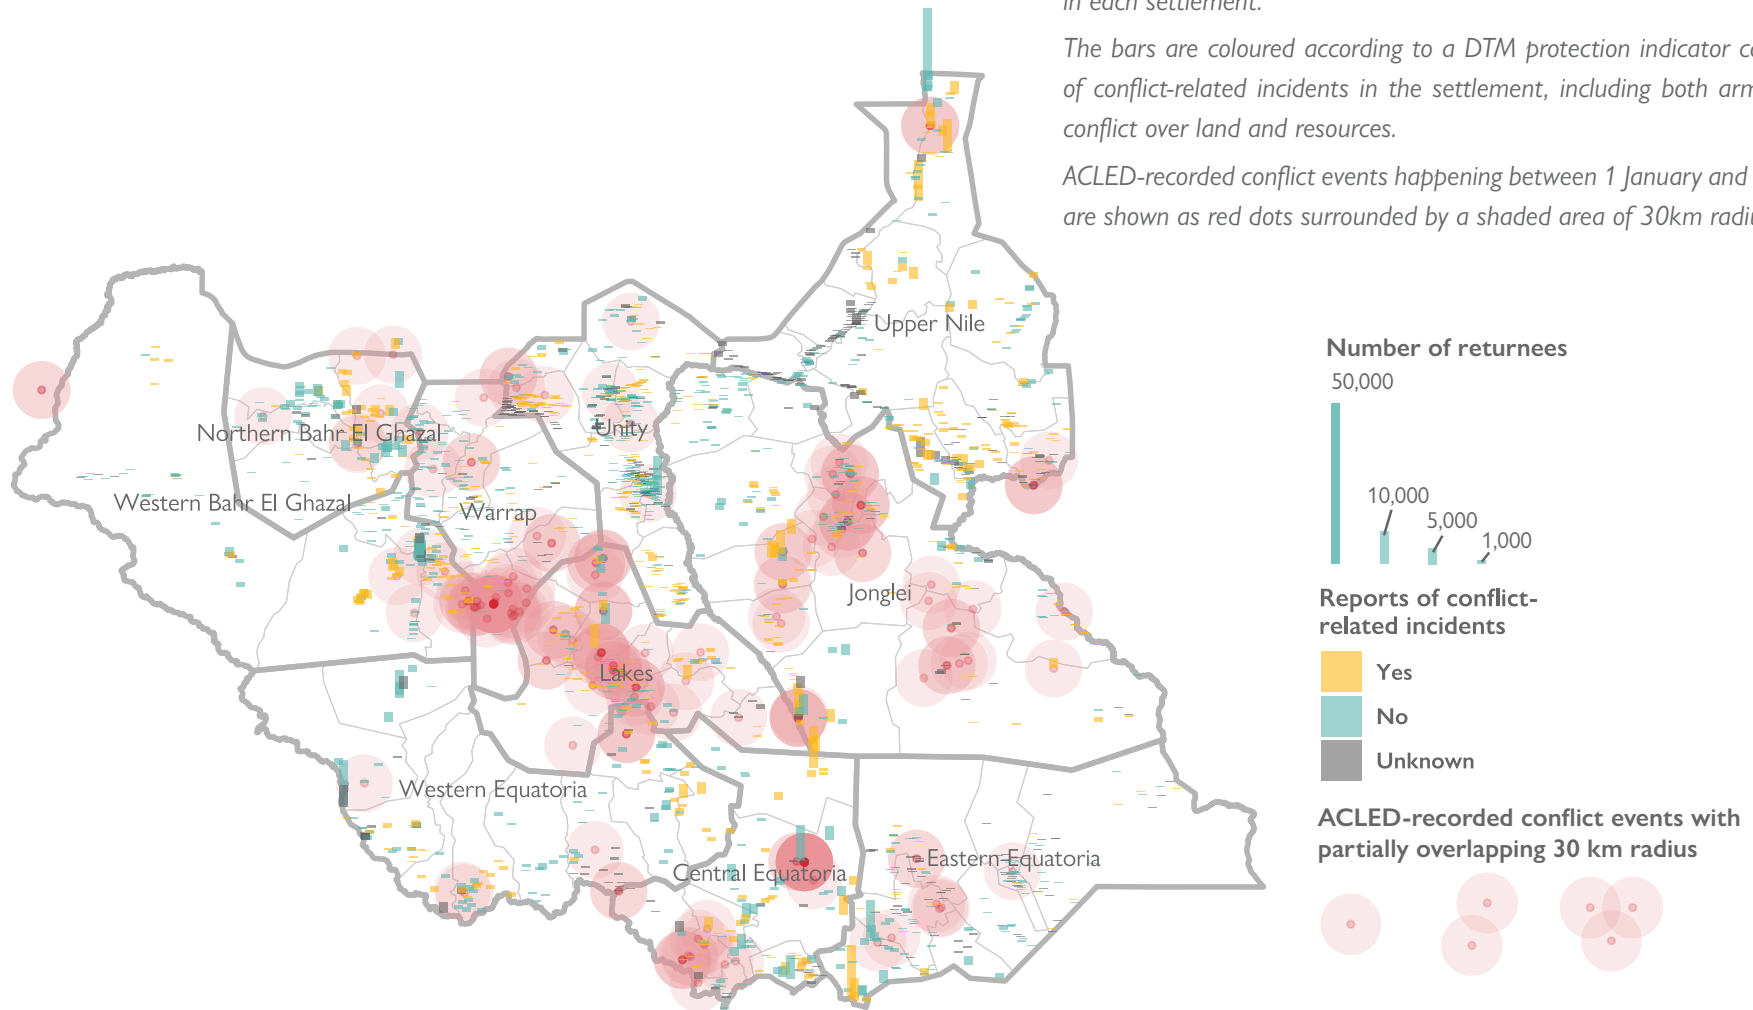 in each settlement.
The bars are coloured according to a DTM protection indicator
of conflict-related incidents in the settlement, including both
conflict over land and resources.
ACLED-recorded conflict events happening between 1 January and
are shown as red dots surrounded by a shaded area of 30km
Upper Nile
Northern Bahr El Ghazal
Unity
Western Bahr El Ghazal
Warrap
Jonglei
Lakes
Western Equatoria
Central Equatoria
Eastern Equatoria
Number of returnees
50,000
10,000
5,000
1,000
Reports of conflict-
related incidents
Yes
No
Unknown
ACLED-recorded conflict events with
partially overlapping 30 km radius